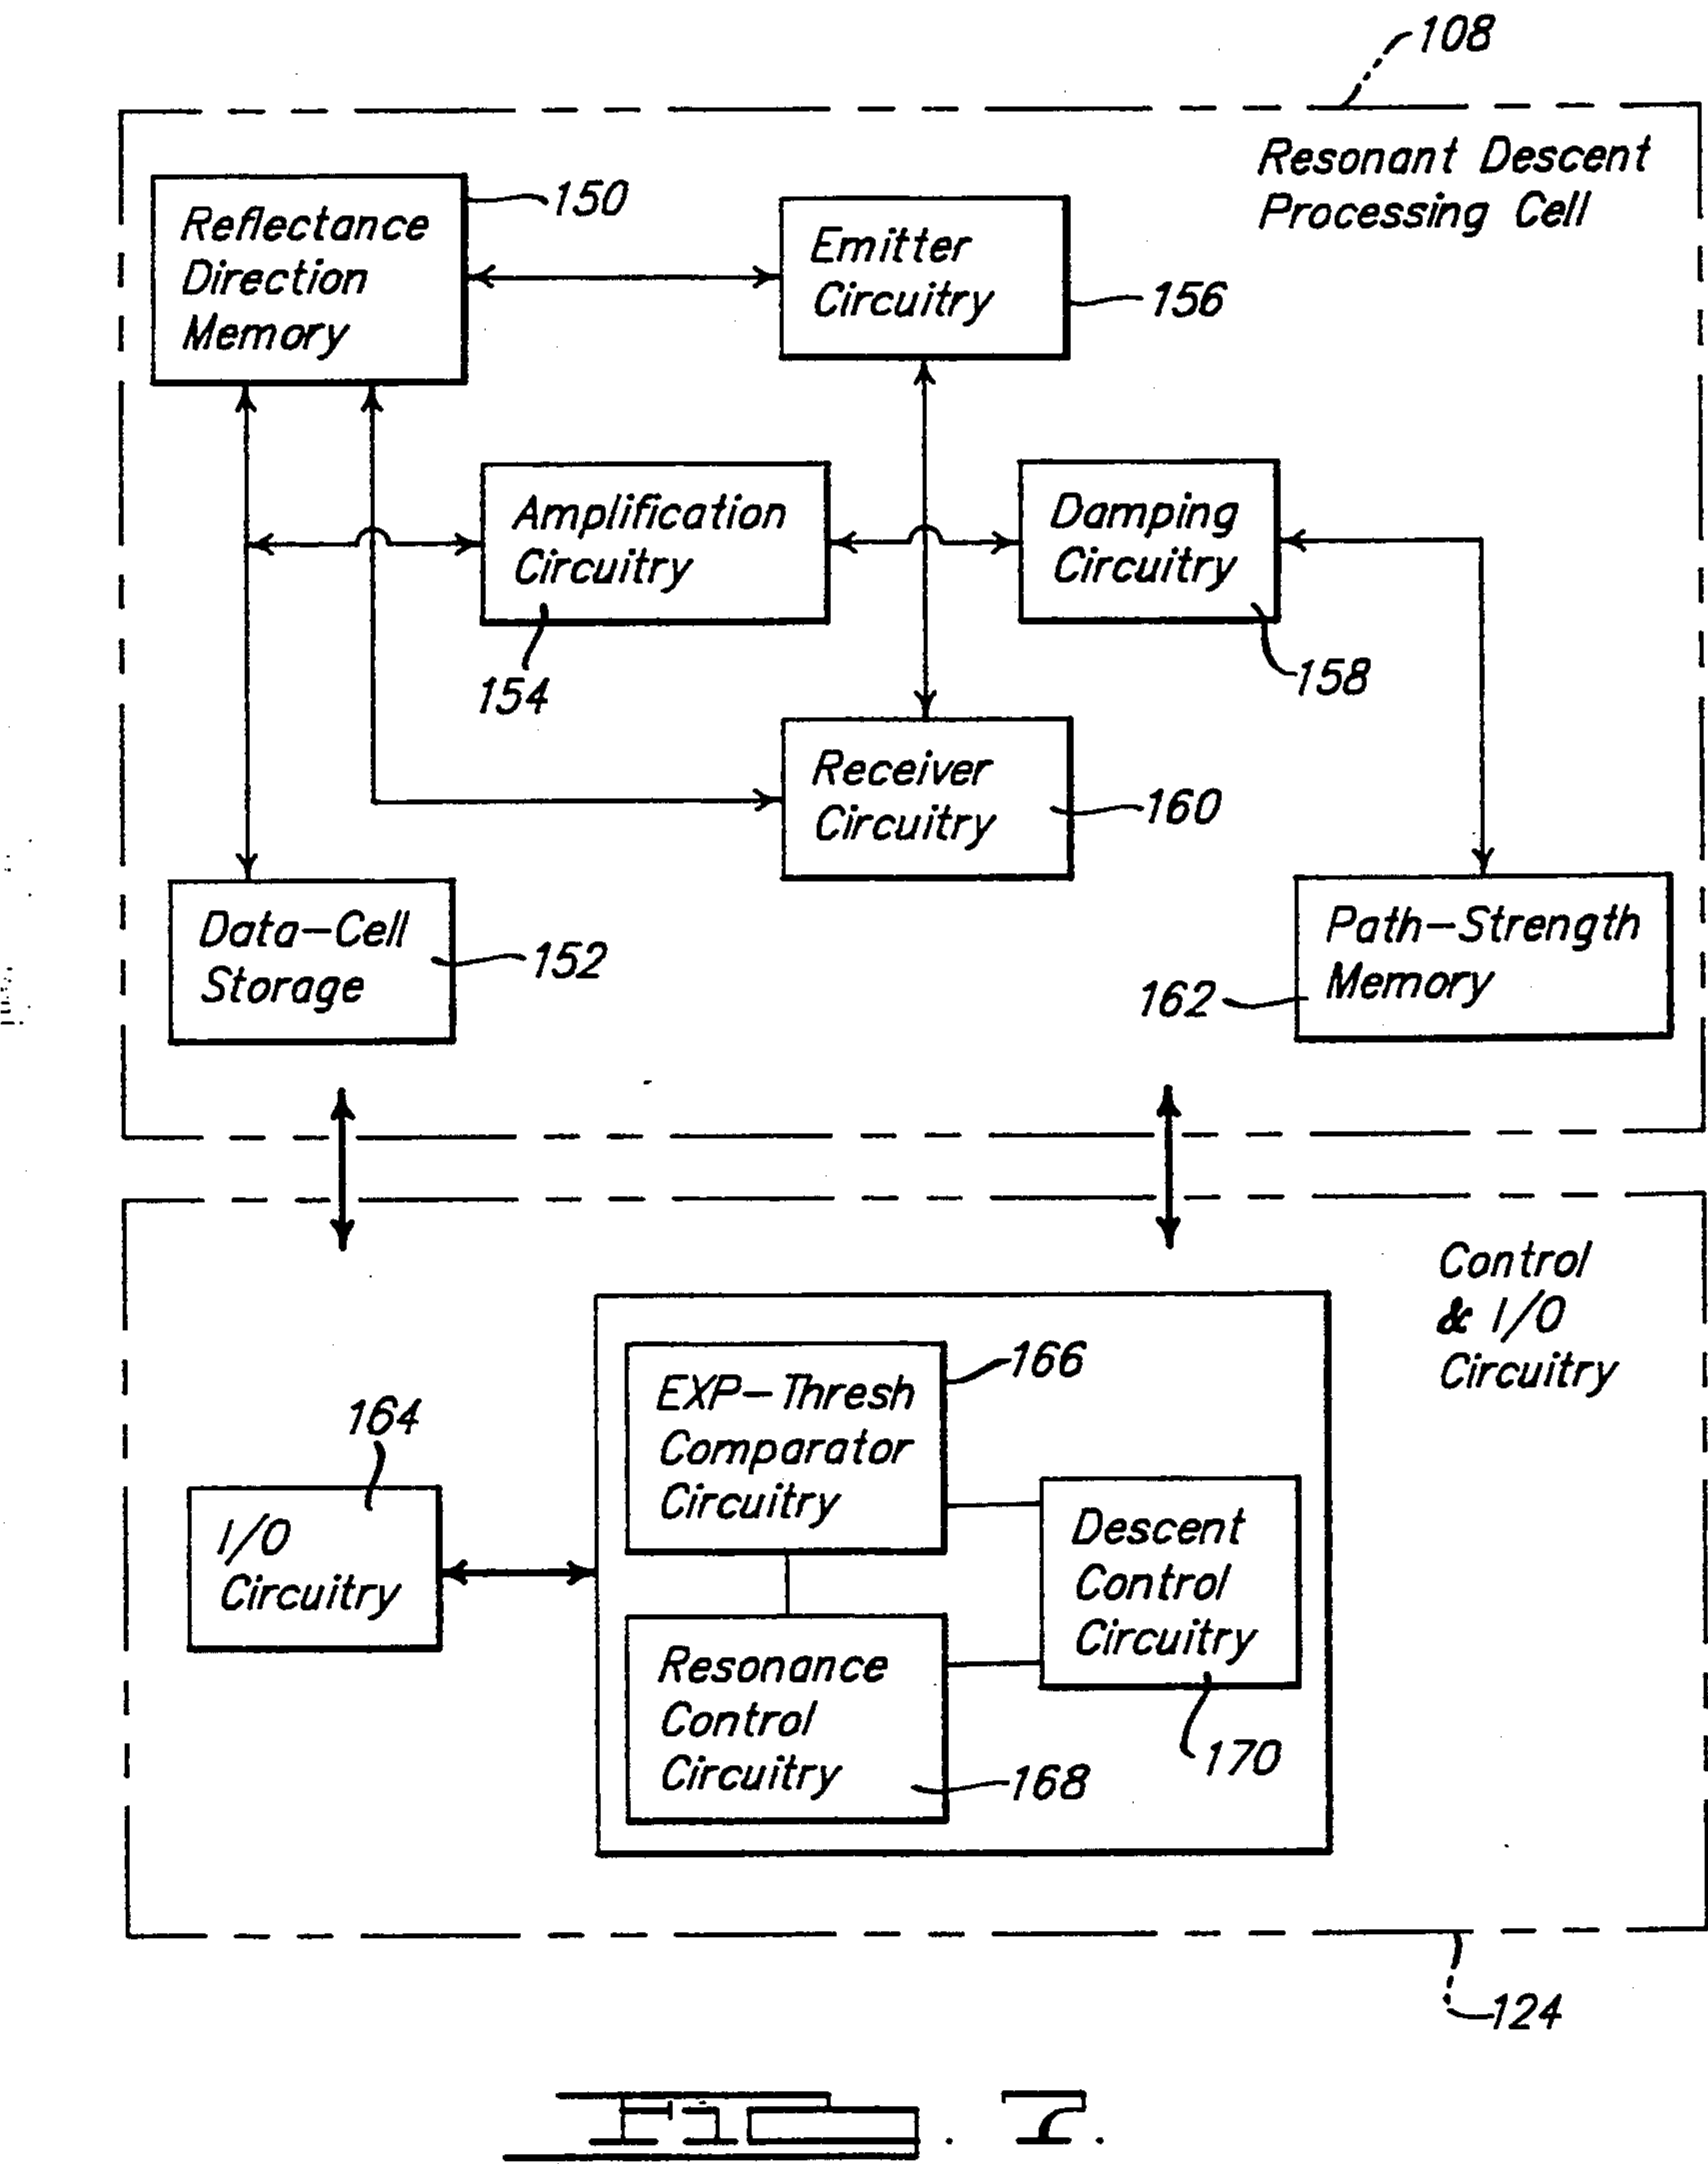 108
Resonant Descent
Processing Cell
Reflectance
Direction
Memory
150
Emitter
Circuitry
156
Amplification
Circuitry
154
Damping
Circuitry
158
Receiver
Circuitry
160
Data-Cell
Storage
152
Path-Strength
Memory
162
Control
& I/O
Circuitry
EXP-Thresh
Comparator
Circuitry
166
164
I/O
Circuitry
Descent
Control
Circuitry
170
Resonance
Control
Circuitry
168
124
FIG. 7.